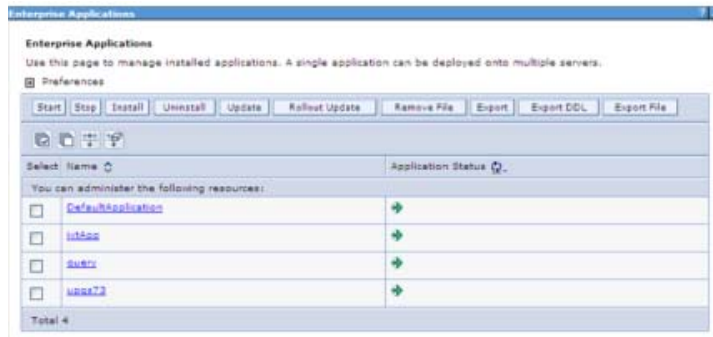 Enterprise Applications
Enterprise Applications
Use this page to manage installed applications. A single application can be deployed onto multiple servers.
Preferences
Start Stop Install Uninstall Update Rollout Update Remove File Export Export DDL Export File
Select Name Application Status
You can administer the following resources:
DefaultApplication
ivtApp
query
Total 4